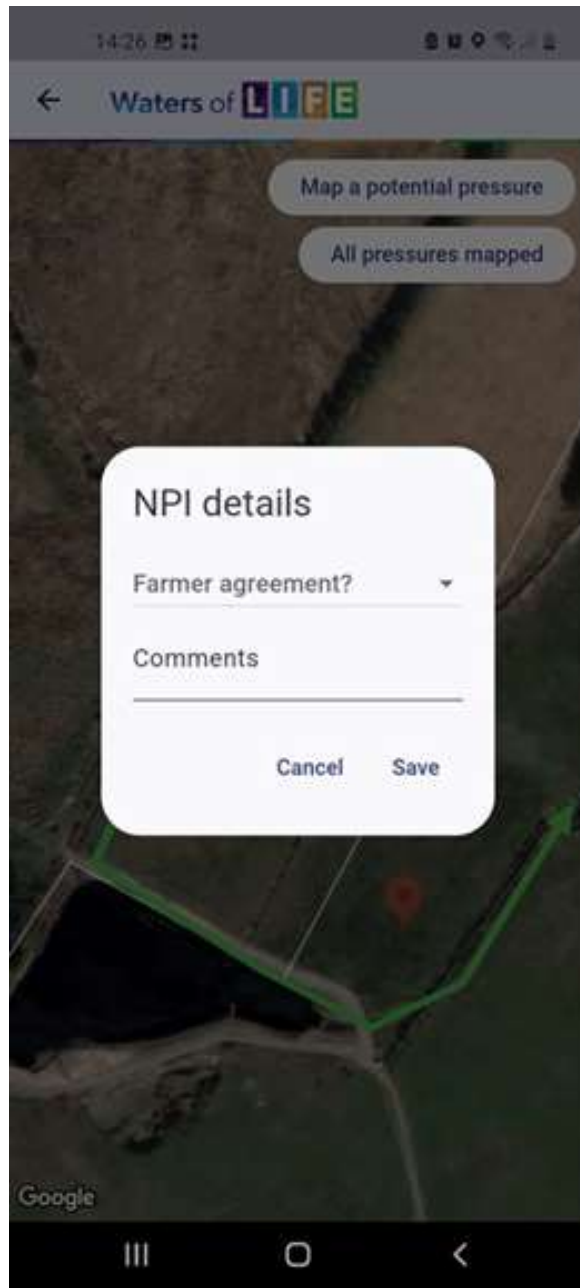 14:26
Waters of LIFE
Map a potential pressure
All pressures mapped
NPI details
Farmer agreement?
Comments
Cancel Save
Google